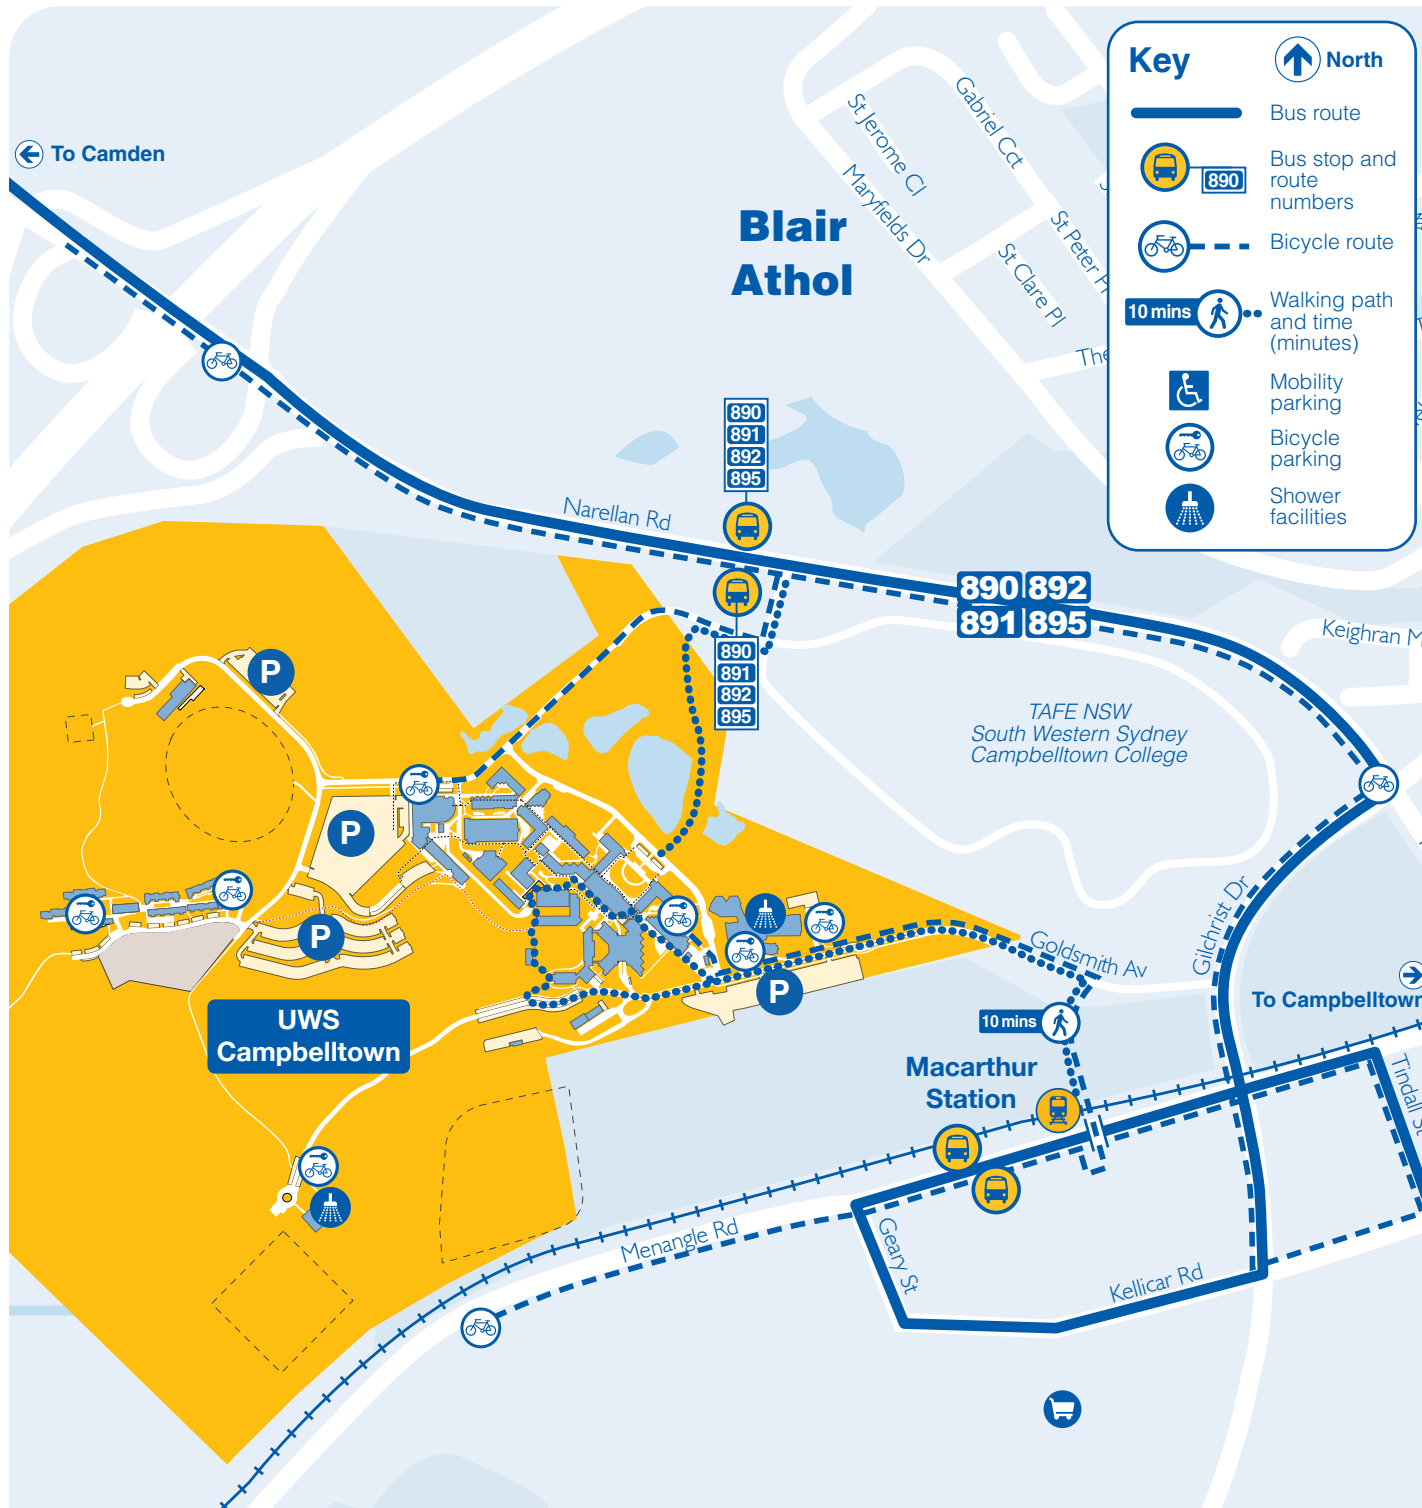 Key
North
Bus route
Bus stop and
route
numbers
890
Bicycle route
10 mins
Walking path
and time
(minutes)
Mobility
parking
Bicycle
parking
Shower
facilities
To Camden
Blair
Athol
St Jerome Cl
Gabriel Cct
Maryfields Dr
St Peter
St Clare Pl
The
890
891
892
895
Narellan Rd
890 892
891 895
890
891
892
895
Keighran
TAFE NSW
South Western Sydney
Campbelltown College
P
P
P
P
Gilchrist Dr
Goldsmith Av
To Campbelltown
UWS
Campbelltown
10 mins
Macarthur
Station
Tindall St
Menangle Rd
Geary St
Kellicar Rd